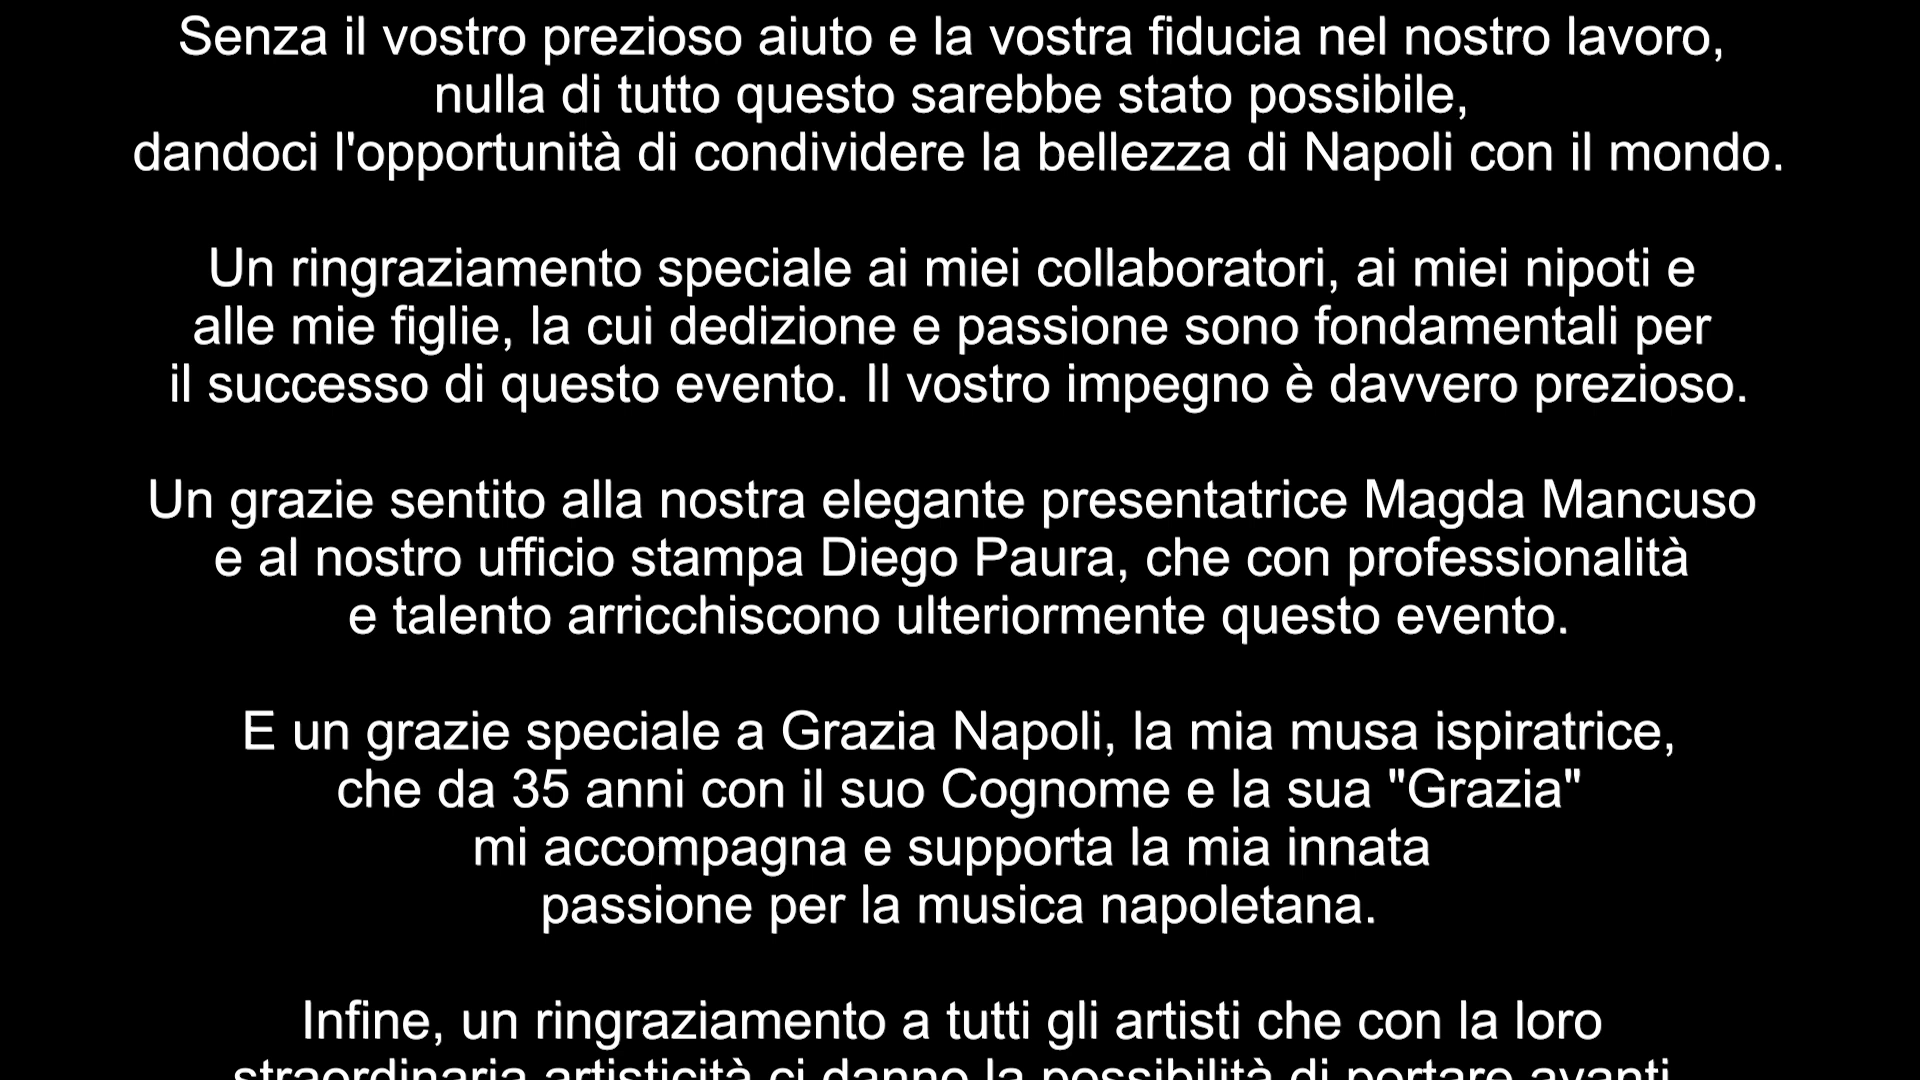 Senza il vostro prezioso aiuto e la vostra fiducia nel nostro lavoro,
nulla di tutto questo sarebbe stato possibile,
dandoci l'opportunità di condividere la bellezza di Napoli con il mondo.
Un ringraziamento speciale ai miei collaboratori, ai miei nipoti e
alle mie figlie, la cui dedizione e passione sono fondamentali per
il successo di questo evento. Il vostro impegno è davvero prezioso.
Un grazie sentito alla nostra elegante presentatrice Magda Mancuso
e al nostro ufficio stampa Diego Paura, che con professionalità
e talento arricchiscono ulteriormente questo evento.
E un grazie speciale a Grazia Napoli, la mia musa ispiratrice,
che da 35 anni con il suo Cognome e la sua "Grazia"
mi accompagna e supporta la mia innata
passione per la musica napoletana.
Infine, un ringraziamento a tutti gli artisti che con la loro
straordinaria artisticità ci danno la possibilità di portare avanti